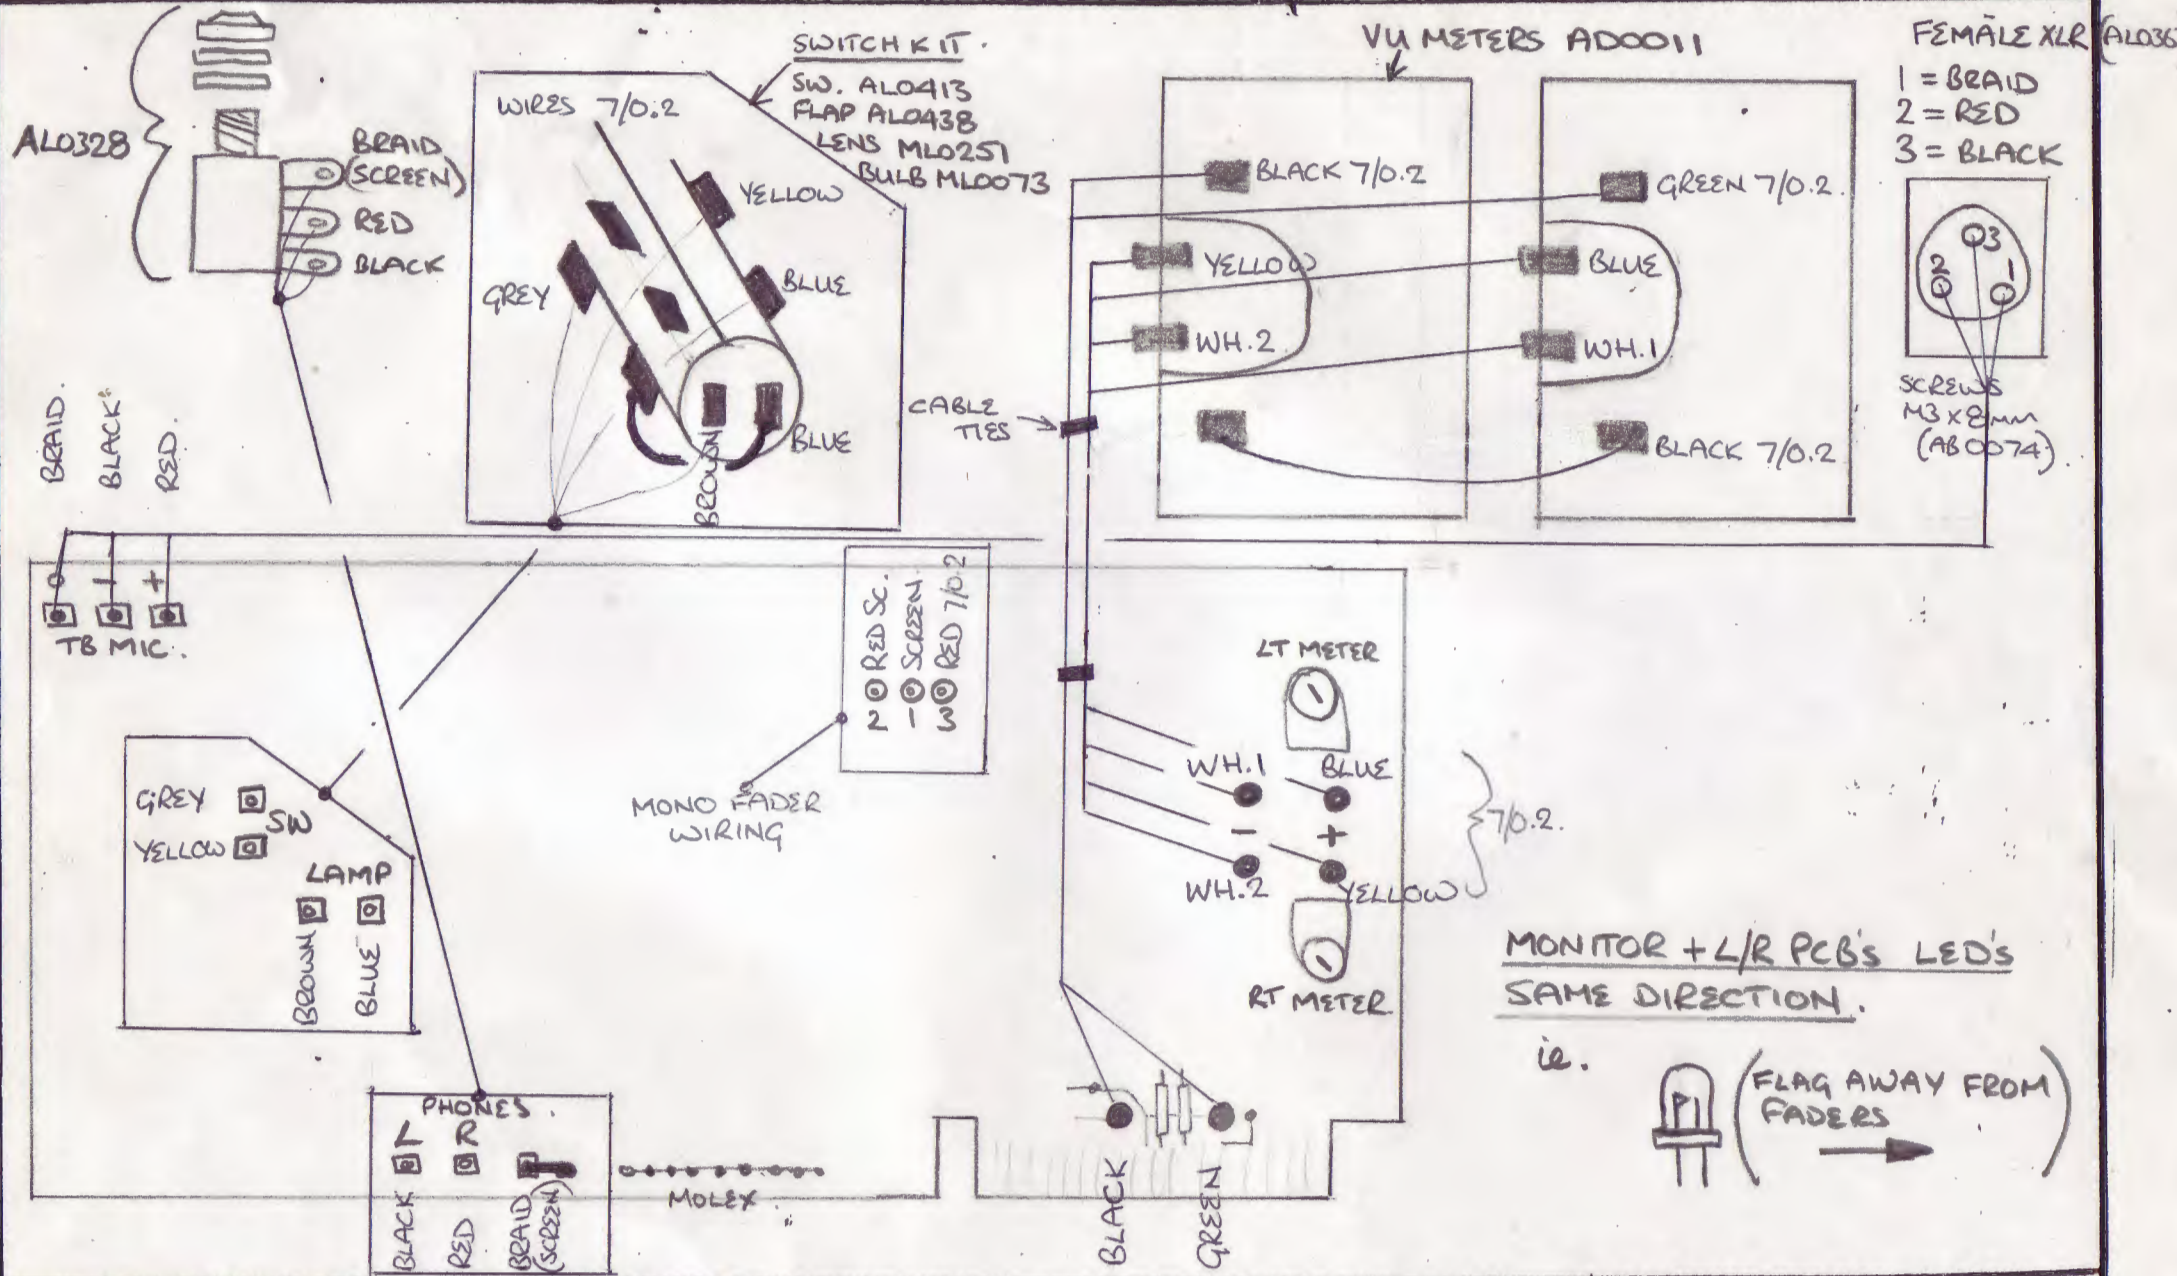 AL0328
BRAID
(SCREEN)
RED
BLACK
SWITCH KIT.
SW. AL0413
FLAP AL0438
LENS ML0251
BULB ML0073
WIRES 7/0.2
YELLOW
BLUE
GREY
BROWN
BLUE
VU METERS AD0011
BLACK 7/0.2
YELLOW
WH.2
GREEN 7/0.2.
BLUE
WH.1
BLACK 7/0.2
CABLE
TIES
FEMALE XLR
1 = BRAID
2 = RED
3 = BLACK
3
2
1
SCREWS
M3 x 8mm
(AB0074).
BRAID.
BLACK
RED.
0
-
+
TB MIC.
2 RED SC.
1 SCREEN.
3 RED 7/0.2
MONO FADER
WIRING
GREY
SW
YELLOW
LAMP
BROWN
BLUE
LT METER
WH.1
BLUE
- +
WH.2
YELLOW
7/0.2.
RT METER
PHONES.
L R
BLACK
RED
BRAID
(SCREEN)
MOLEX
BLACK
GREEN
MONITOR + L/R PCB's LED's
SAME DIRECTION.
ie.
(FLAG AWAY FROM
FADERS)